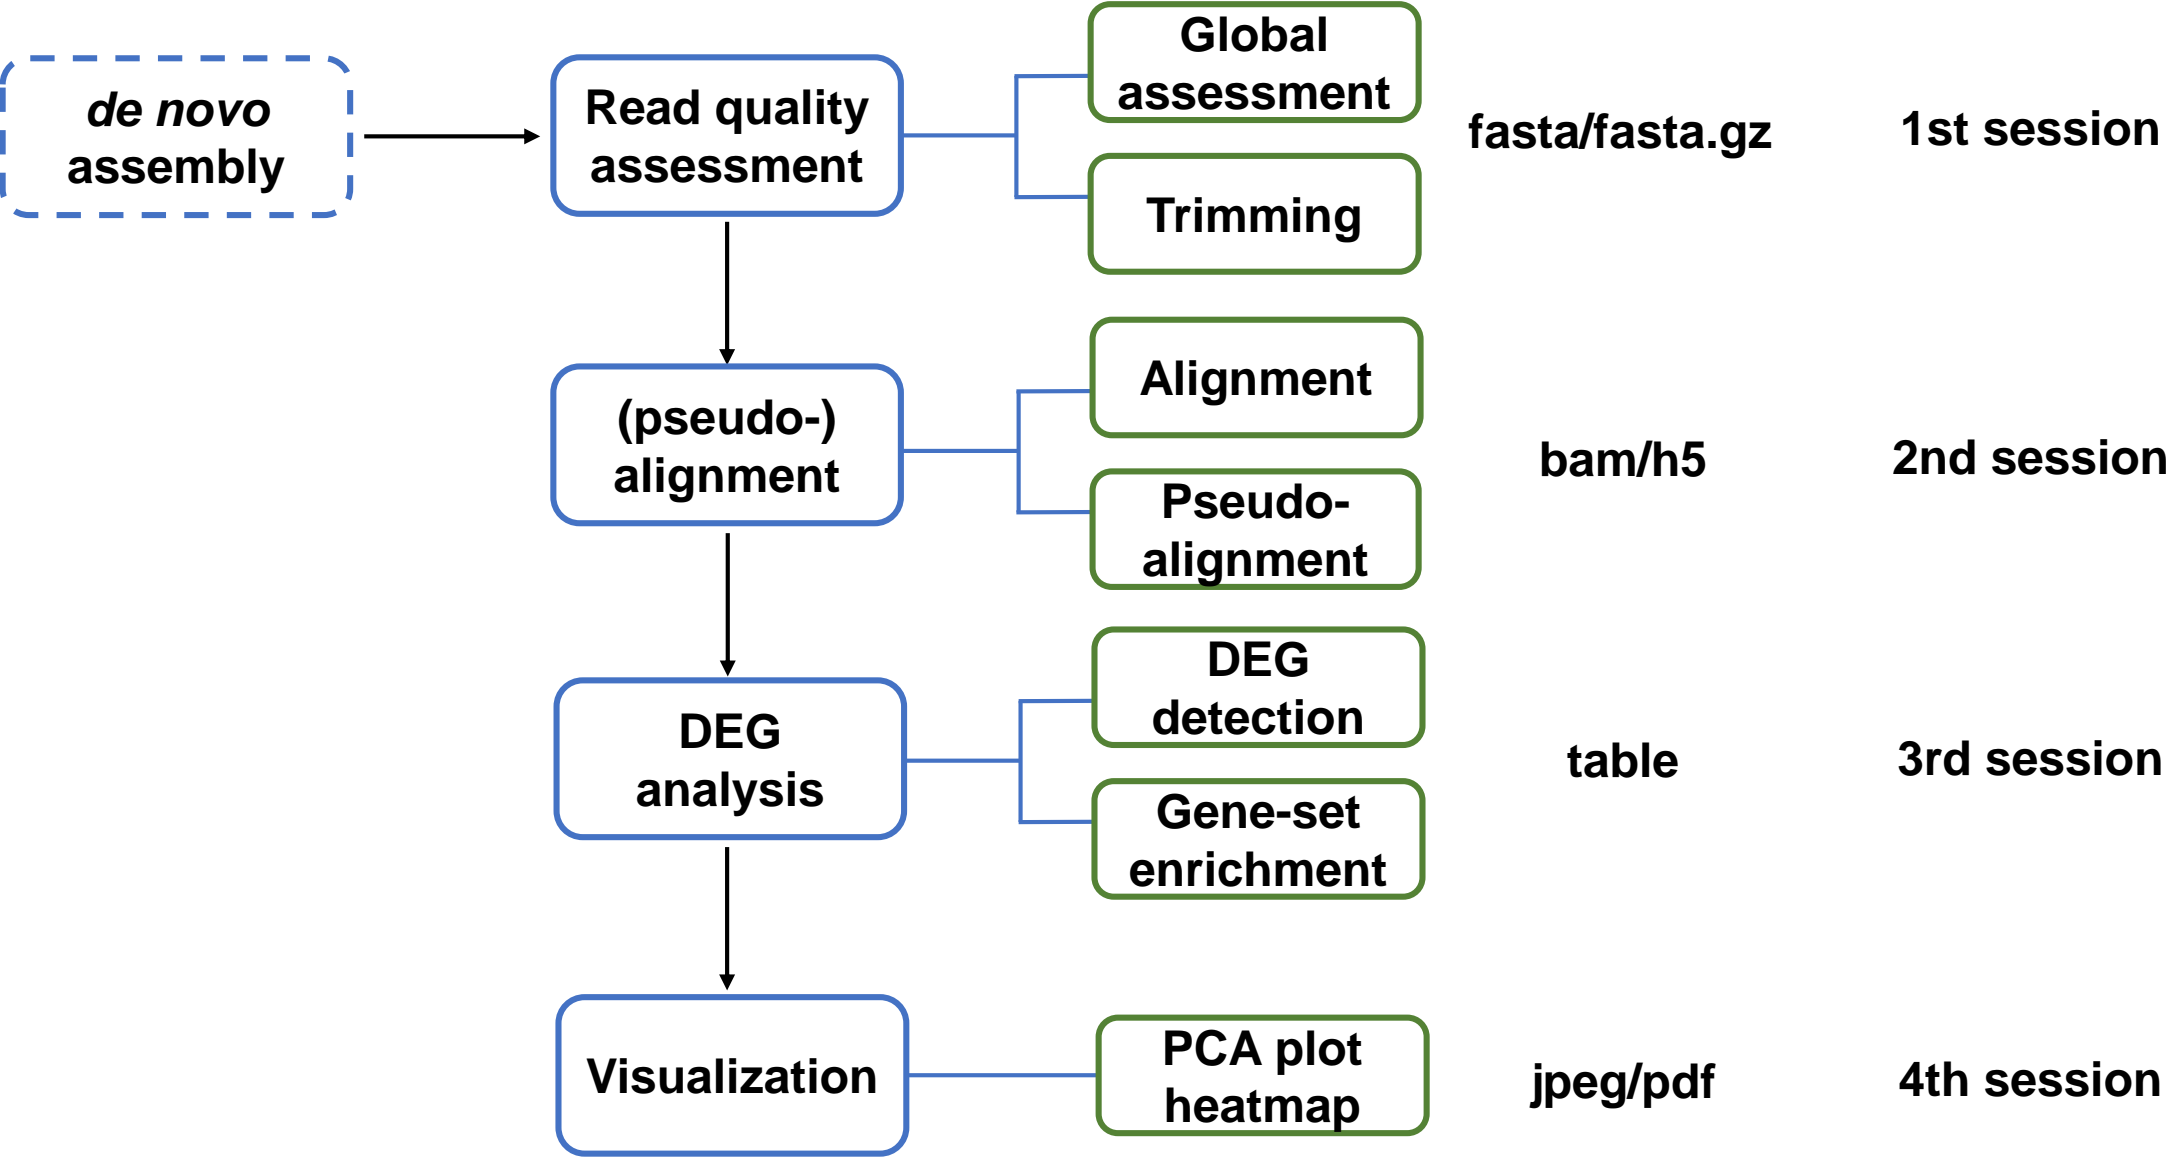 de novo
assembly
Read quality
assessment
Global
assessment
Trimming
fasta/fasta.gz
1st session
(pseudo-)
alignment
Alignment
Pseudo-
alignment
bam/h5
2nd session
DEG
analysis
DEG
detection
Gene-set
enrichment
table
3rd session
Visualization
PCA plot
heatmap
jpeg/pdf
4th session